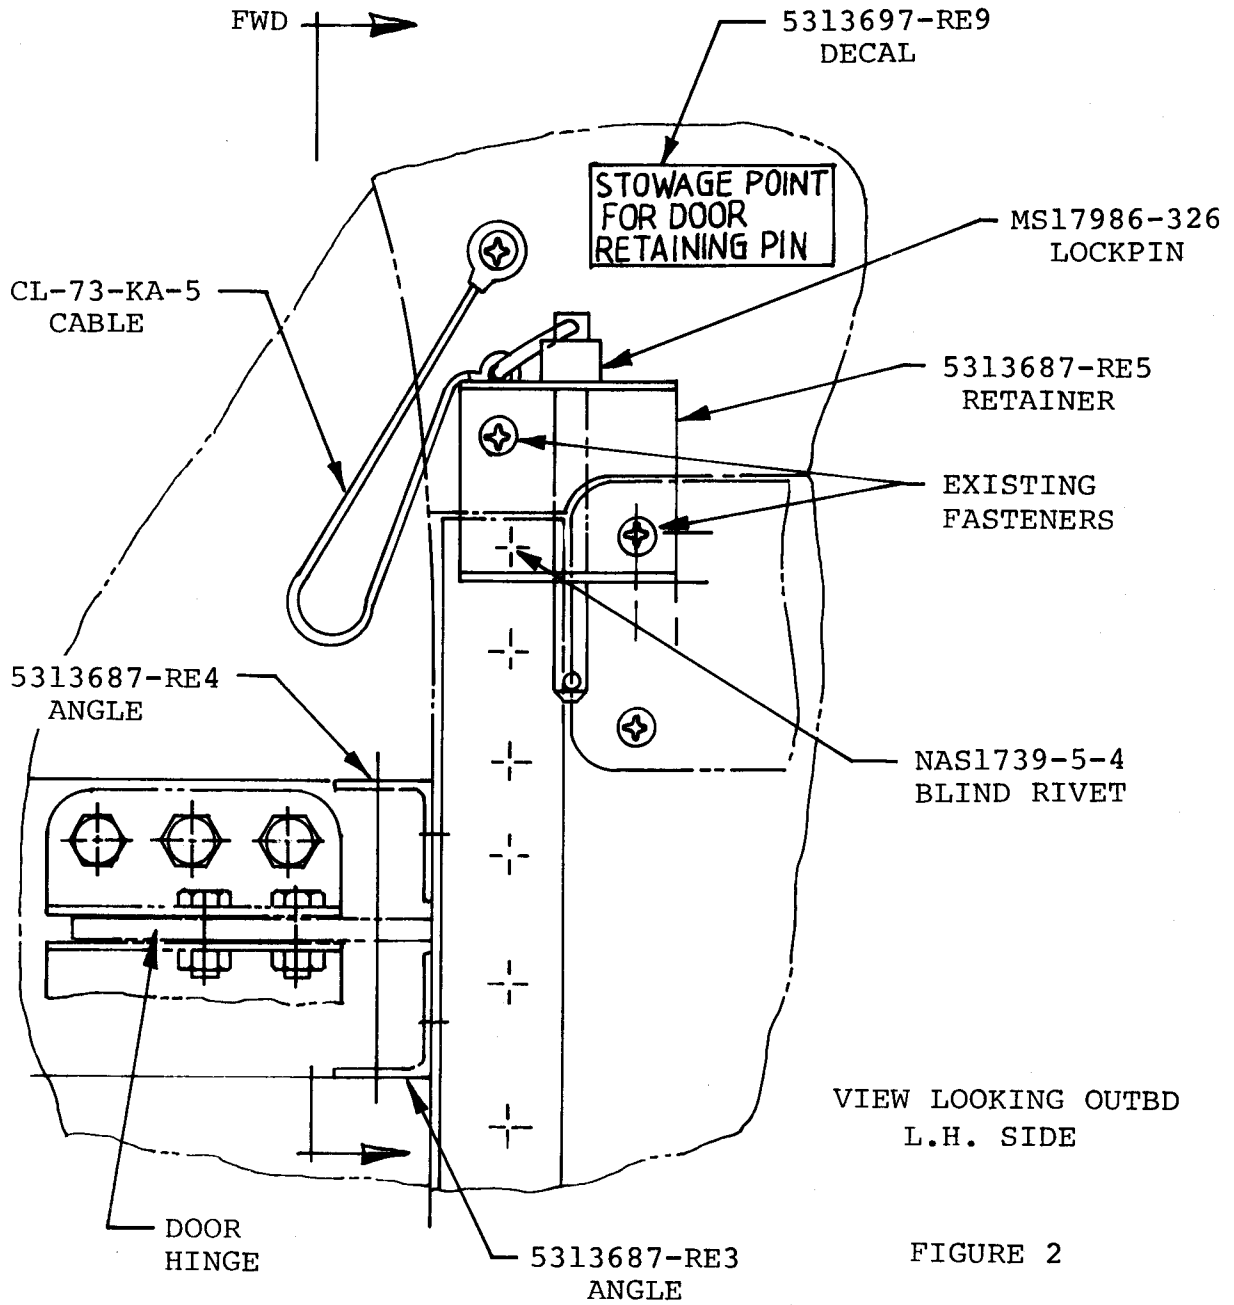 FWD
5313697-RE9
DECAL
STOWAGE POINT
FOR DOOR
RETAINING PIN
MS17986-326
LOCKPIN
CL-73-KA-5
CABLE
5313687-RE5
RETAINER
EXISTING
FASTENERS
5313687-RE4
ANGLE
NAS1739-5-4
BLIND RIVET
VIEW LOOKING OUTBD
L.H. SIDE
DOOR
HINGE
5313687-RE3
ANGLE
FIGURE 2